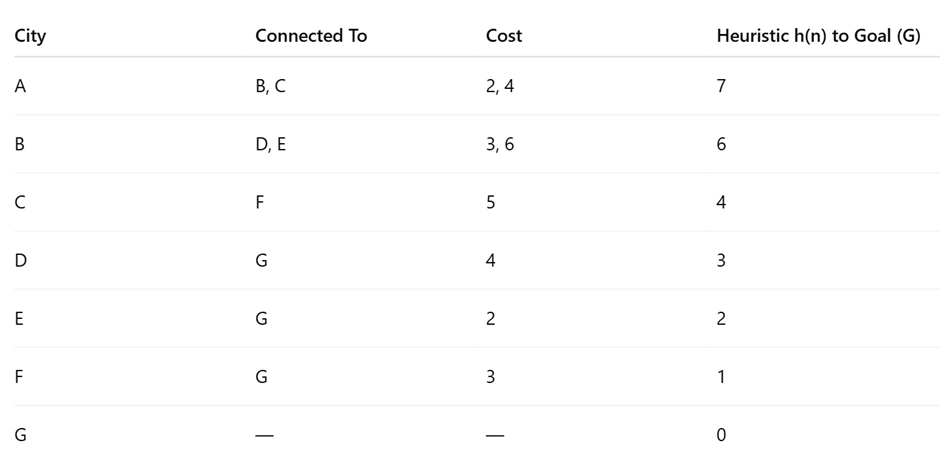 City Connected To Cost Heuristic h(n) to Goal (G)
A B, C 2, 4 7
B D, E 3, 6 6
C F 5 4
D G 4 3
E G 2 2
F G 3 1
G — — 0